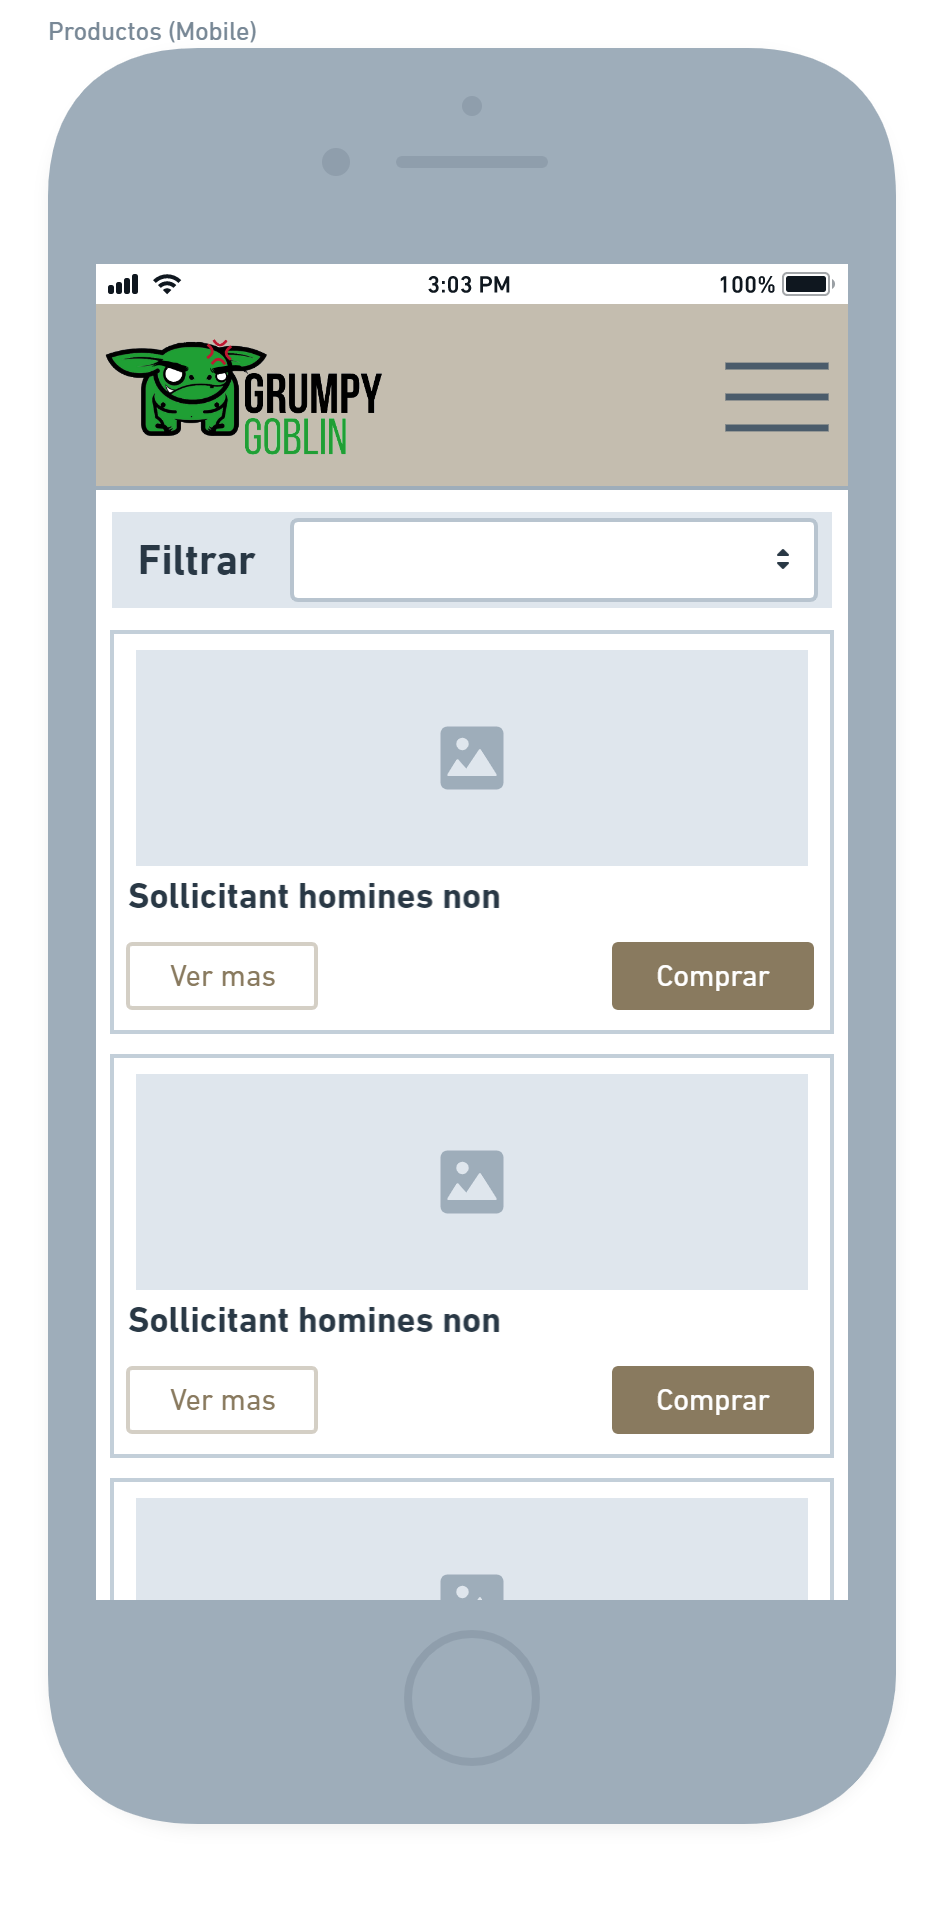 Productos (Mobile)
3:03 PM
100%
GRUMPY
GOBLIN
Filtrar
Sollicitant homines non
Ver mas
Comprar
Sollicitant homines non
Ver mas
Comprar